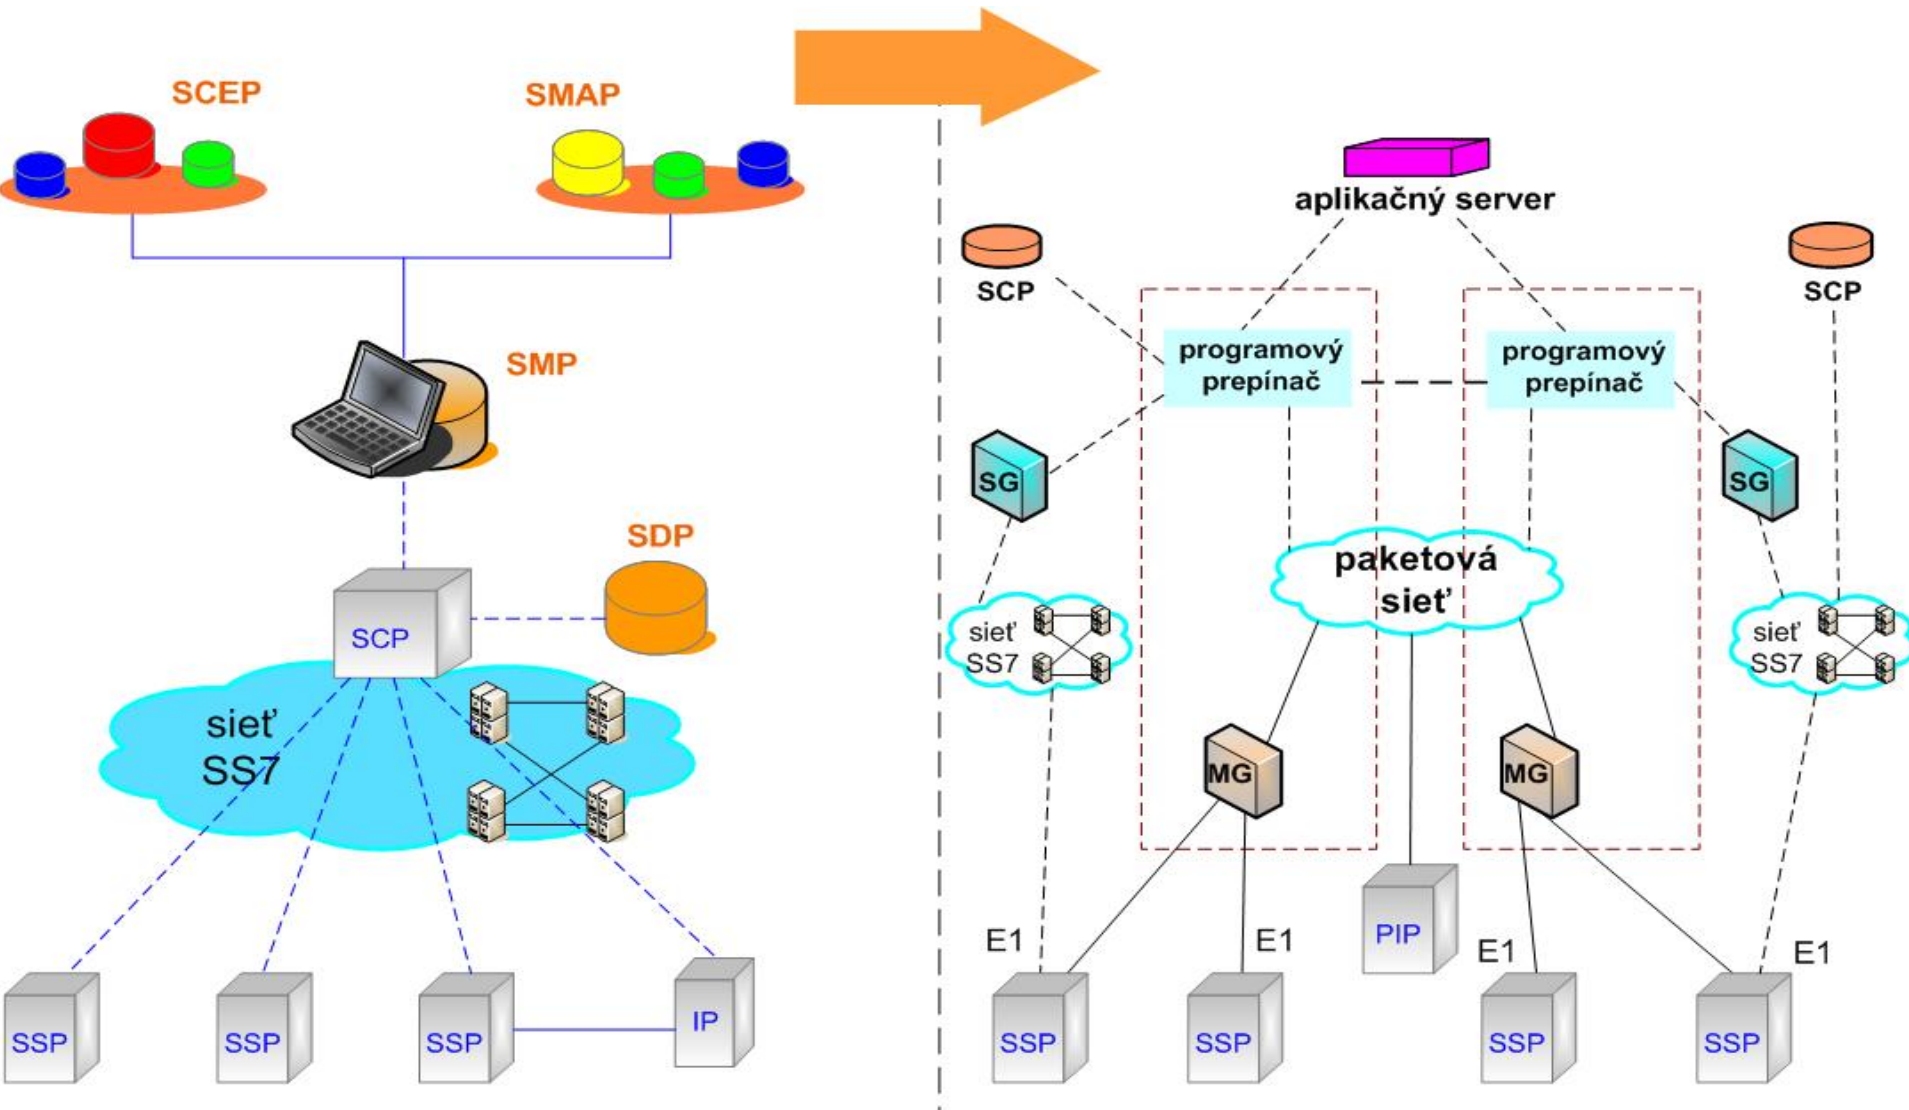 SCEP
SMAP
SMP
SDP
SCP
sieť
SS7
SSP
SSP
SSP
IP
aplikačný server
SCP
SCP
programový
prepínač
programový
prepínač
SG
SG
paketová
sieť
sieť
SS7
sieť
SS7
MG
MG
PIP
E1
E1
E1
E1
SSP
SSP
SSP
SSP